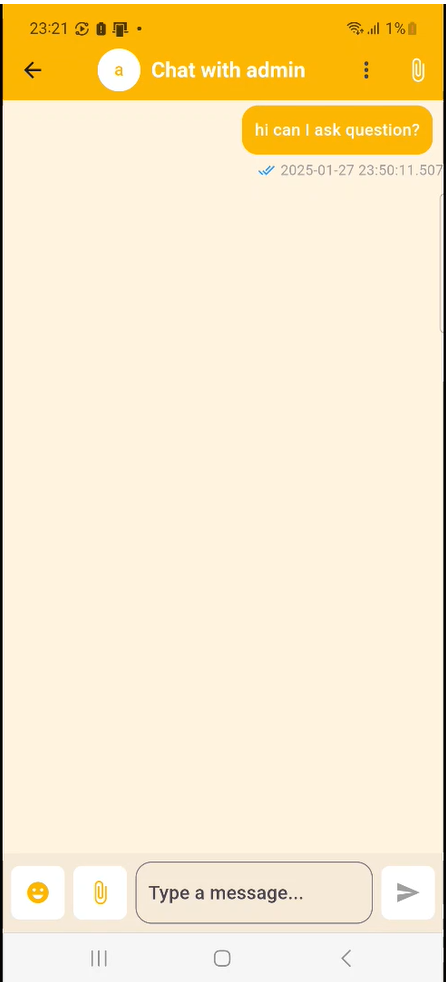 23:21 1%
a Chat with admin
hi can I ask question?
2025-01-27 23:50:11.507
Type a message...